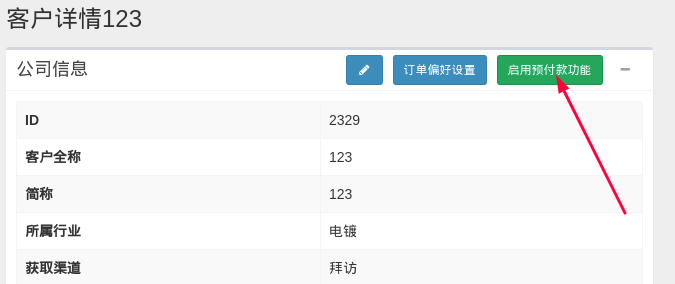 客户详情123
公司信息 订单偏好设置 启用预付款功能
ID 2329
客户全称 123
简称 123
所属行业 电镀
获取渠道 拜访